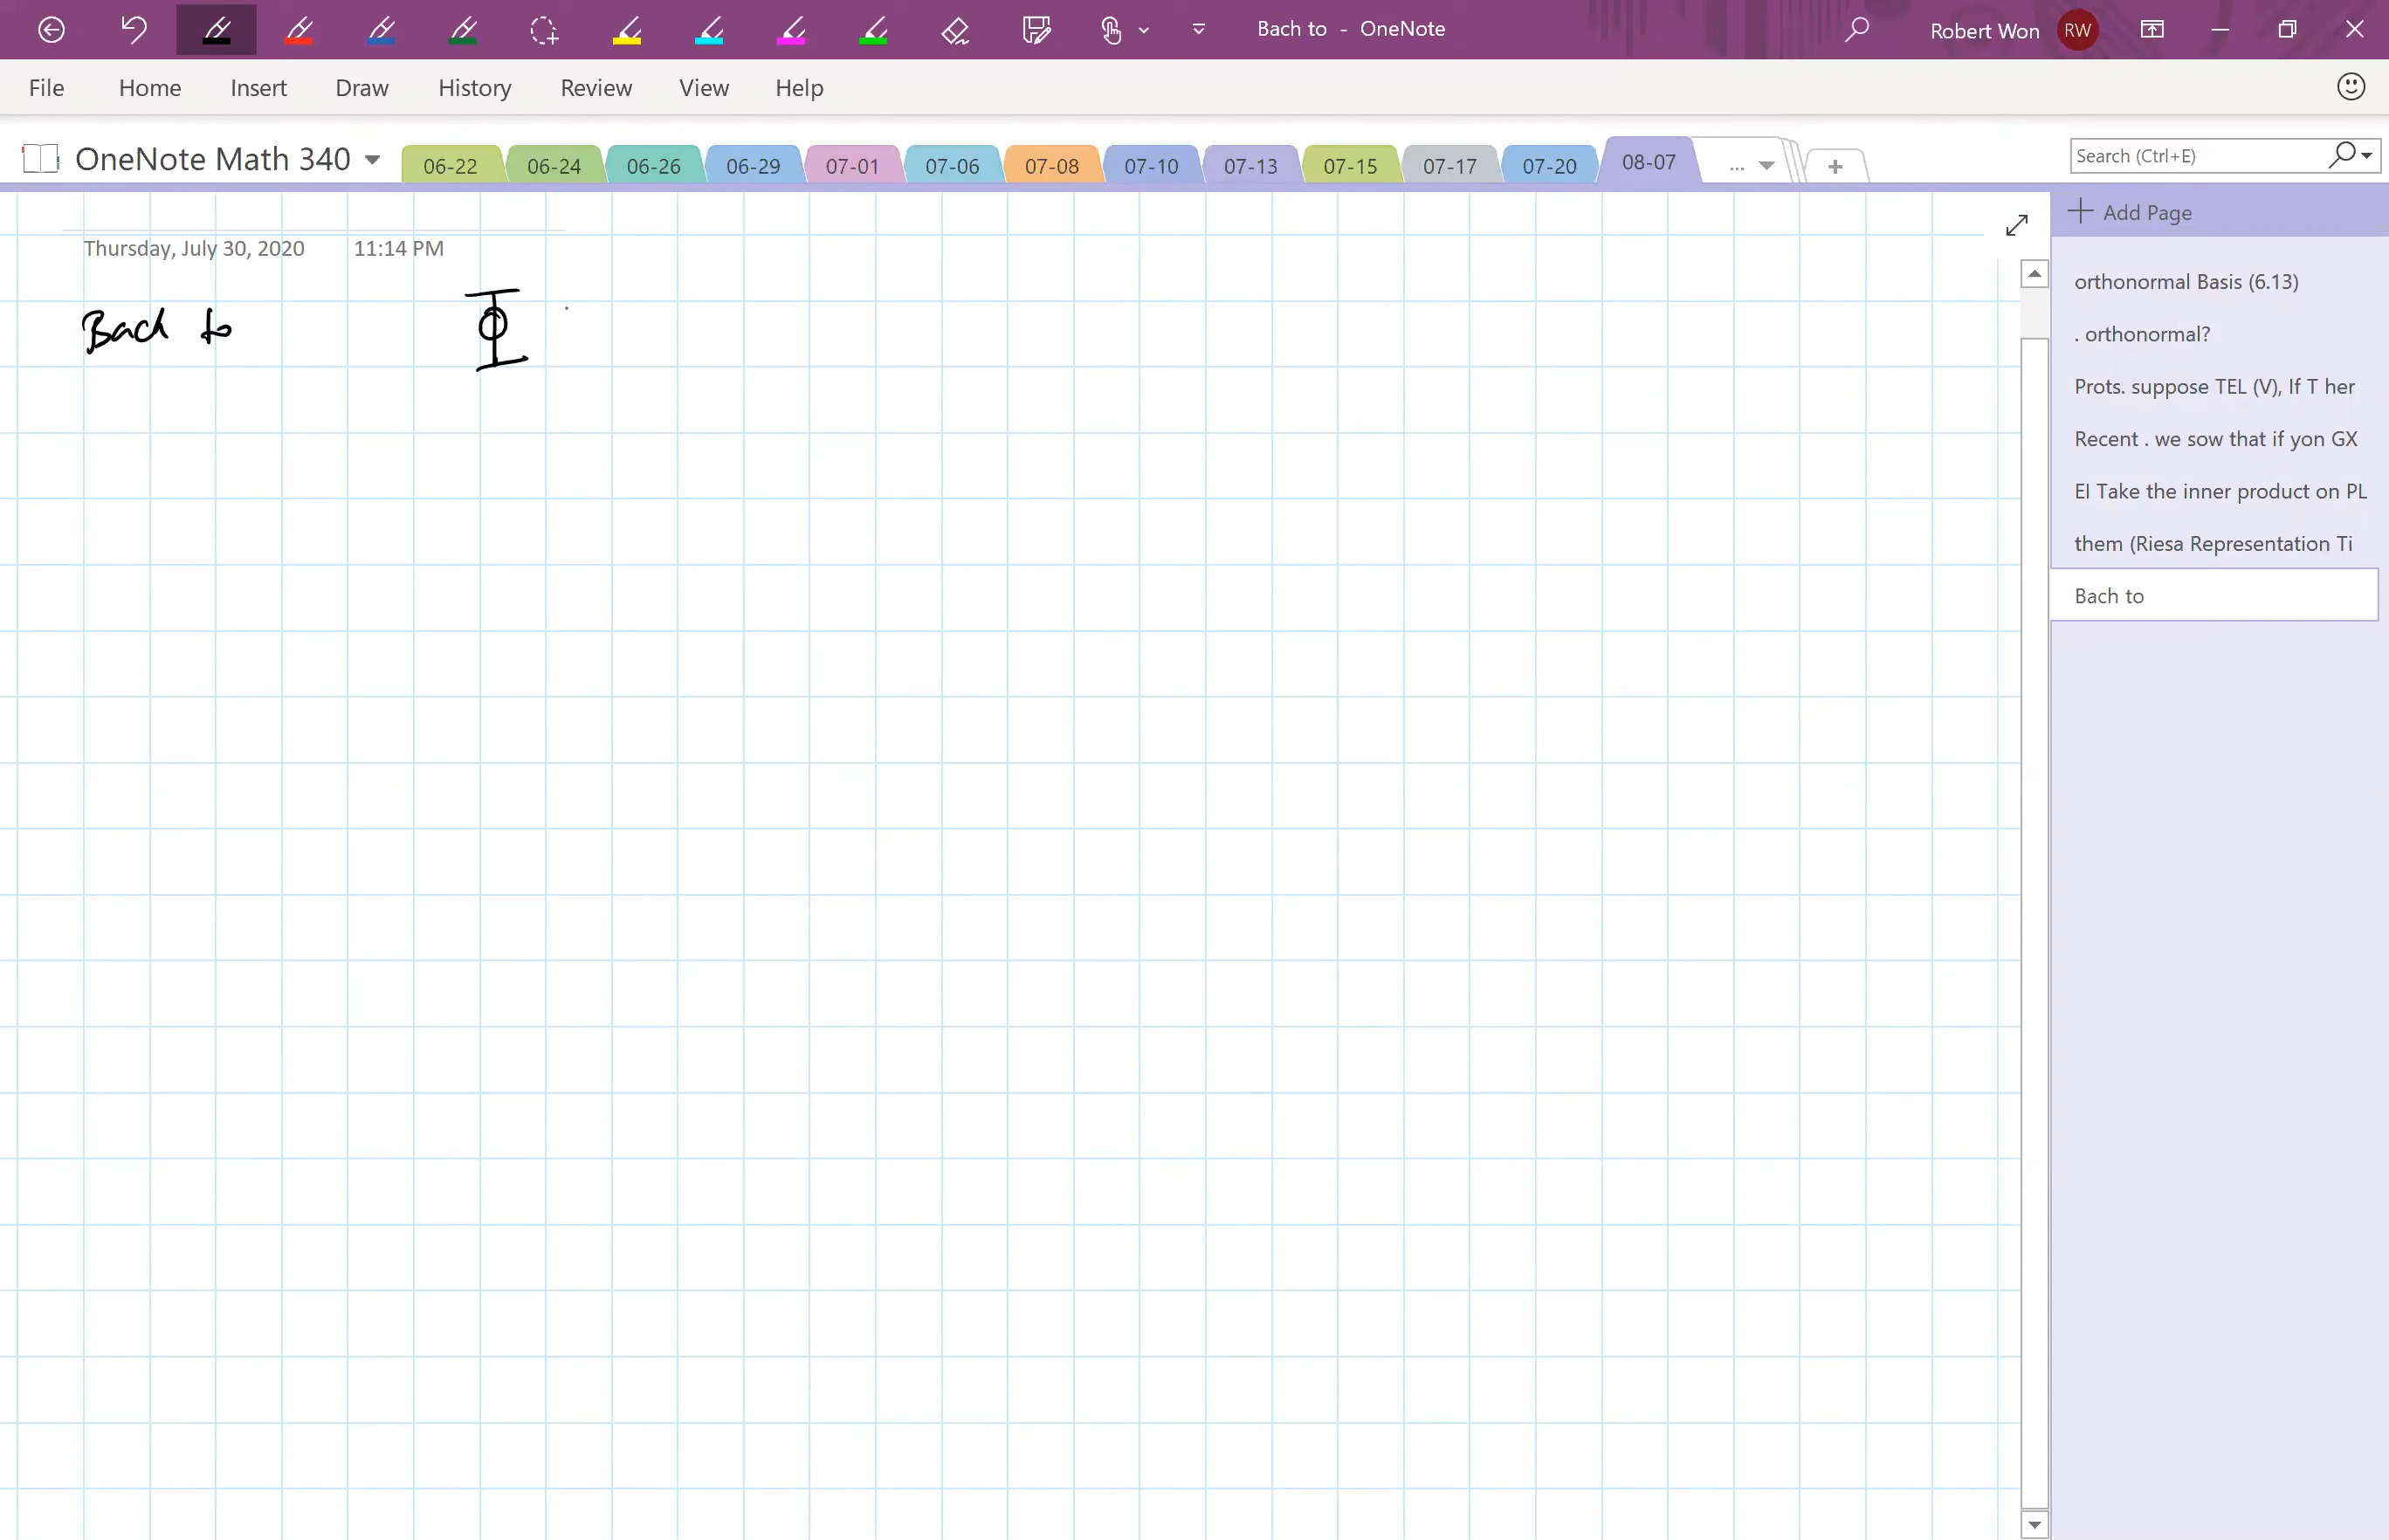 Bach to - OneNote
Robert Won RW
File Home Insert Draw History Review View Help
OneNote Math 340 06-22 06-24 06-26 06-29 07-01 07-06 07-08 07-10 07-13 07-15 07-17 07-20 08-07 ... +
Search (Ctrl+E)
Add Page
Thursday, July 30, 2020 11:14 PM
Back to Φ
orthonormal Basis (6.13)
. orthonormal?
Prots. suppose TEL (V), If T her
Recent . we sow that if yon GX
El Take the inner product on PL
them (Riesa Representation Ti
Bach to